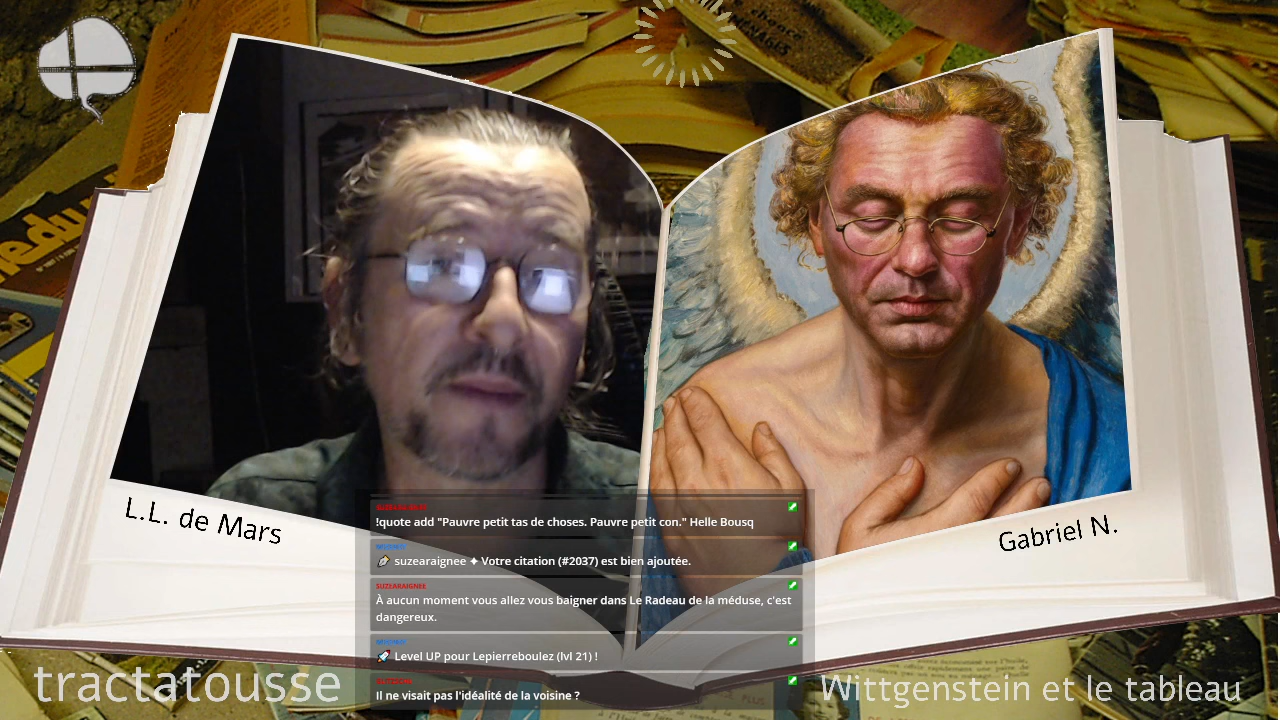 L.L. de Mars
Gabriel N.
!quote add "Pauvre petit tas de choses. Pauvre petit con." Helle Bousq
suzearaignee ✦ Votre citation (#2037) est bien ajoutée.
SUZEARAIGNEE
À aucun moment vous allez vous baigner dans Le Radeau de la méduse, c'est
dangereux.
Level UP pour Lepierreboulez (lvl 21) !
Il ne visait pas l'idéalité de la voisine ?
tractatousse
Wittgenstein et le tableau